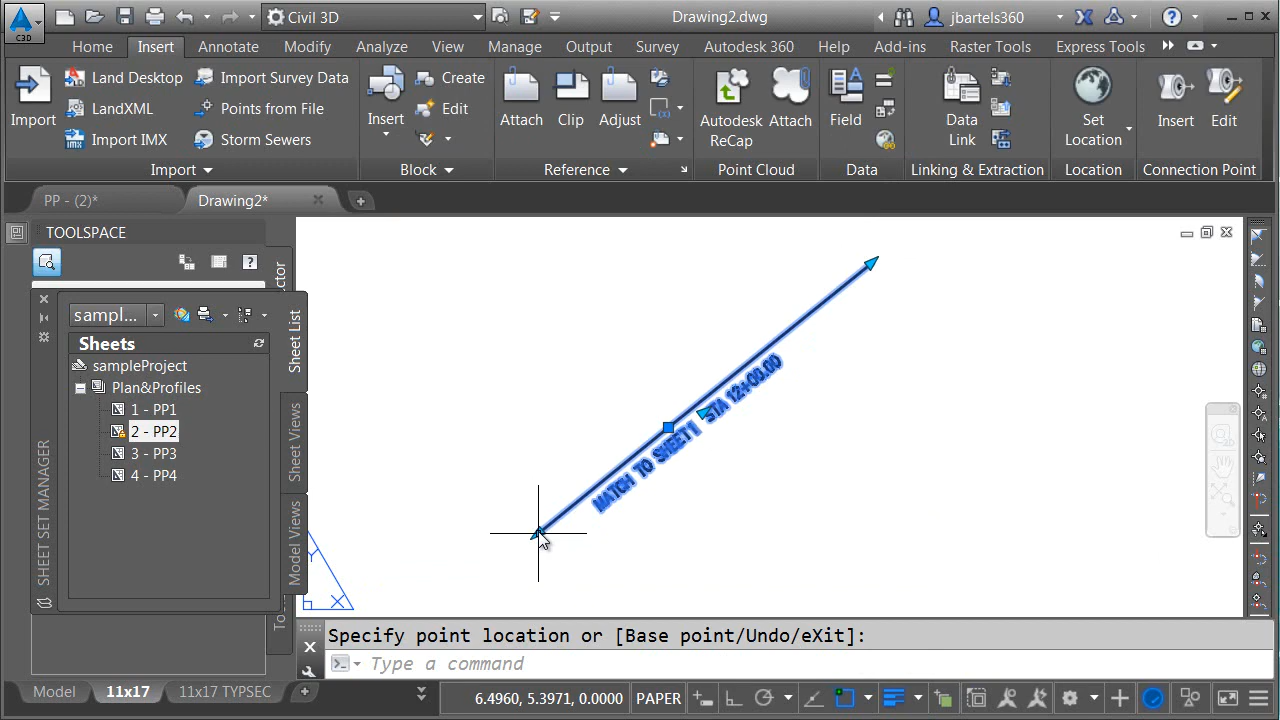 C3D
Civil 3D
Drawing2.dwg
jbartels360
Home
Insert
Annotate
Modify
Analyze
View
Manage
Output
Survey
Autodesk 360
Help
Add-ins
Raster Tools
Express Tools
Import
Land Desktop
LandXML
Import IMX
Import Survey Data
Points from File
Storm Sewers
Insert
Create
Edit
Attach
Clip
Adjust
Autodesk
ReCap
Attach
Field
Data
Link
Set
Location
Insert
Edit
Import
Block
Reference
Point Cloud
Data
Linking & Extraction
Location
Connection Point
PP - (2)*
Drawing2*
TOOLSPACE
sampl...
Sheets
sampleProject
Plan&Profiles
1 - PP1
2 - PP2
3 - PP3
4 - PP4
SHEET SET MANAGER
Sheet List
Sheet Views
Model Views
MATCH TO SHEET 1 STA 12+00.00
Y
X
Specify point location or [Base point/Undo/eXit]:
Type a command
Model
11x17
11x17 TYPSEC
6.4960, 5.3971, 0.0000
PAPER